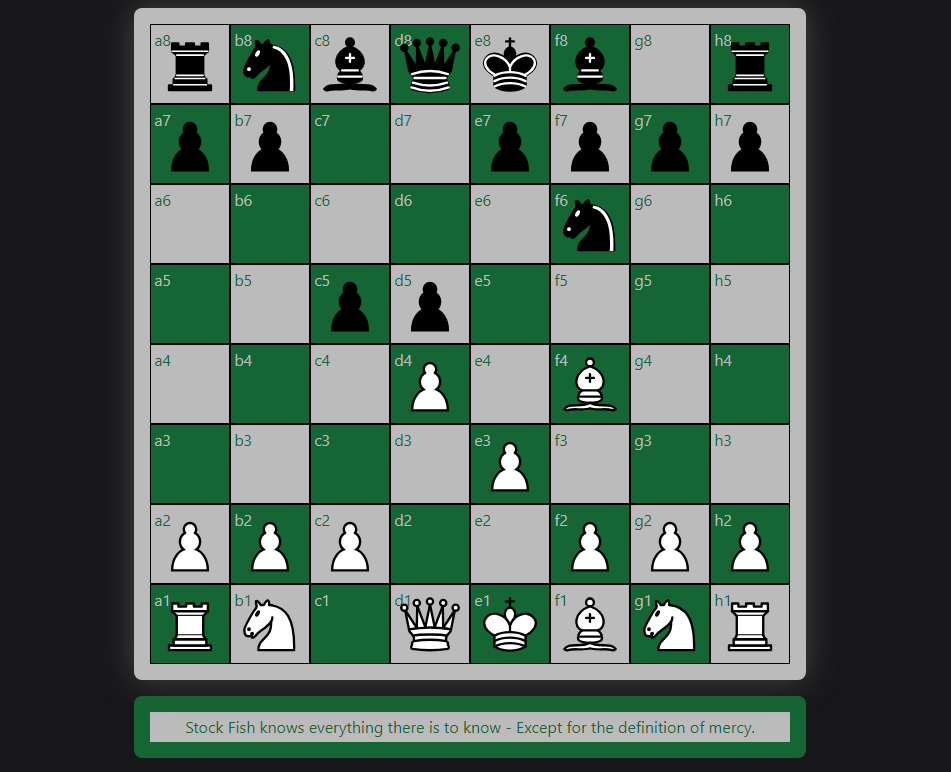 a8 b8 c8 d8 e8 f8 g8 h8
a7 b7 c7 d7 e7 f7 g7 h7
a6 b6 c6 d6 e6 f6 g6 h6
a5 b5 c5 d5 e5 f5 g5 h5
a4 b4 c4 d4 e4 f4 g4 h4
a3 b3 c3 d3 e3 f3 g3 h3
a2 b2 c2 d2 e2 f2 g2 h2
a1 b1 c1 d1 e1 f1 g1 h1
Stock Fish knows everything there is to know - Except for the definition of mercy.